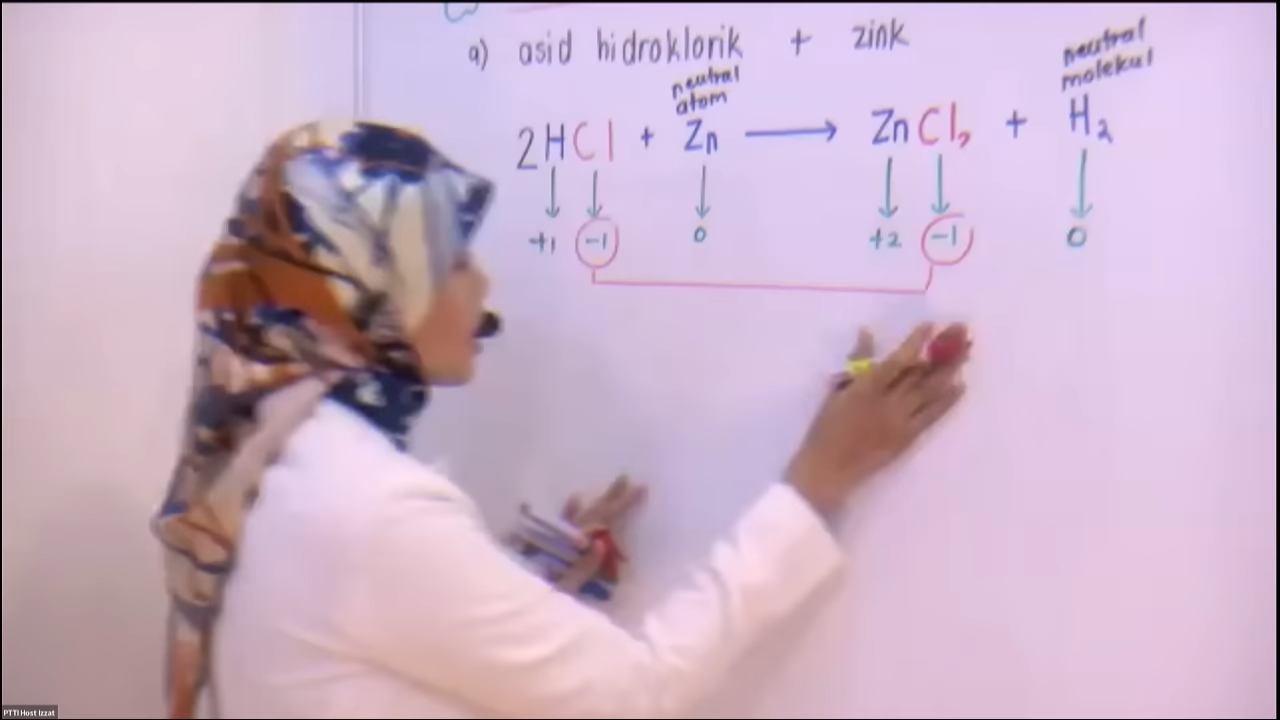 a) asid hidroklorik + zink
neutral atom
neutral molekul
2HCl + Zn → ZnCl₂ + H₂
+1 -1 0 +2 -1 0
PTTI Host Izzat